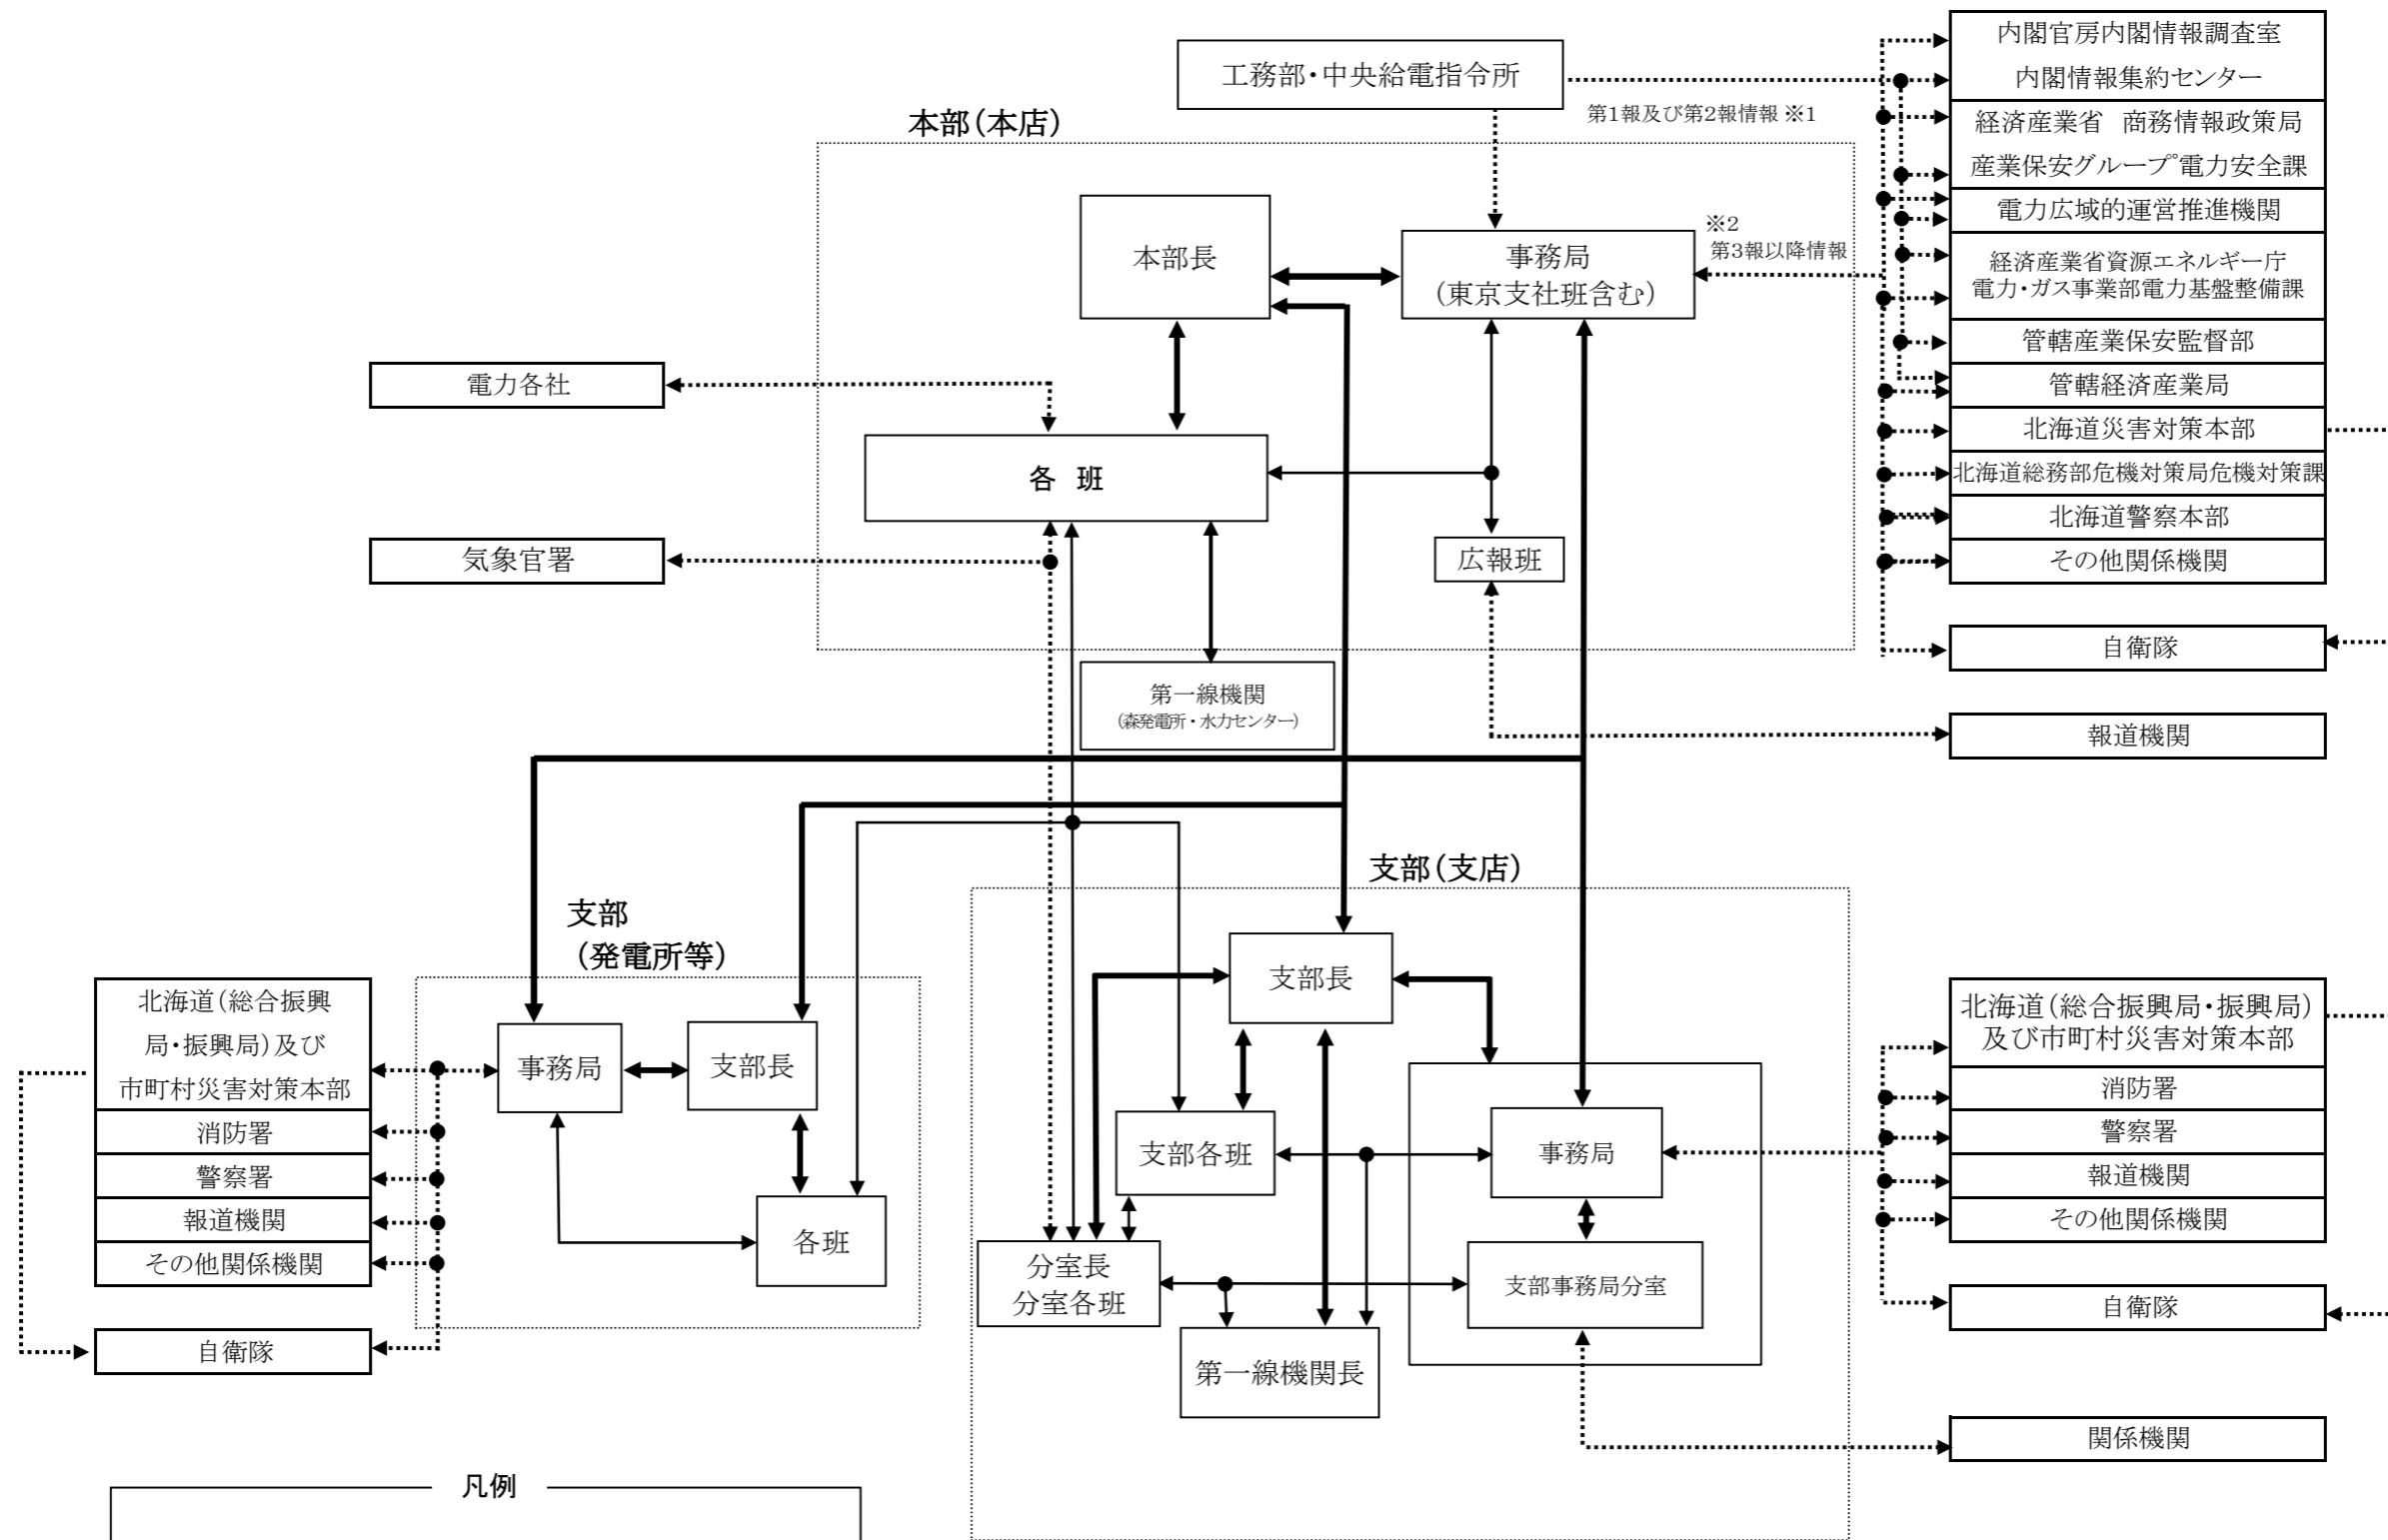 工務部・中央給電指令所
第1報及び第2報情報 ※1
本部(本店)
本部長
事務局
(東京支社班含む)
※2
第3報以降情報
電力各社
各 班
気象官署
広報班
第一線機関
(森発電所・水力センター)
内閣官房内閣情報調査室
内閣情報集約センター
経済産業省 商務情報政策局
産業保安グループ電力安全課
電力広域的運営推進機関
経済産業省資源エネルギー庁
電力・ガス事業部電力基盤整備課
管轄産業保安監督部
管轄経済産業局
北海道災害対策本部
北海道総務部危機対策局危機対策課
北海道警察本部
その他関係機関
自衛隊
報道機関
支部
(発電所等)
北海道(総合振興
局・振興局)及び
市町村災害対策本部
消防署
警察署
報道機関
その他関係機関
自衛隊
事務局
支部長
各班
支部(支店)
支部長
支部各班
事務局
分室長
分室各班
支部事務局分室
第一線機関長
北海道(総合振興局・振興局)
及び市町村災害対策本部
消防署
警察署
報道機関
その他関係機関
自衛隊
関係機関
凡例